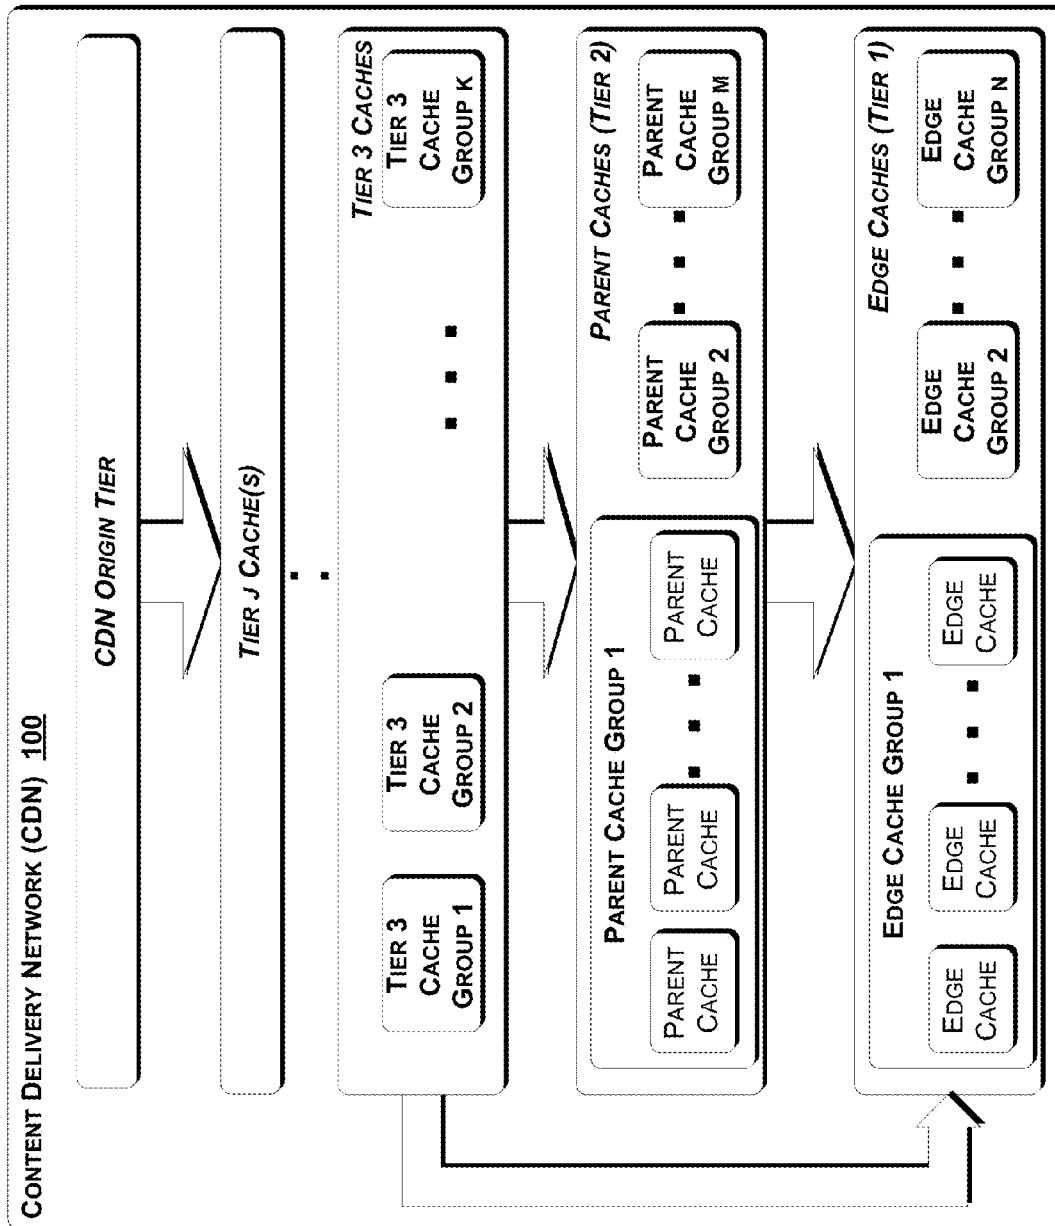 CONTENT DELIVERY NETWORK (CDN) 100
CDN ORIGIN TIER
TIER J CACHE(S)
TIER 3 CACHES
TIER 3
CACHE
GROUP 1
TIER 3
CACHE
GROUP 2
TIER 3
CACHE
GROUP K
PARENT CACHES (TIER 2)
PARENT CACHE GROUP 1
PARENT
CACHE
PARENT
CACHE
PARENT
CACHE
PARENT
CACHE
GROUP 2
PARENT
CACHE
GROUP M
EDGE CACHES (TIER 1)
EDGE CACHE GROUP 1
EDGE
CACHE
EDGE
CACHE
EDGE
CACHE
EDGE
CACHE
GROUP 2
EDGE
CACHE
GROUP N